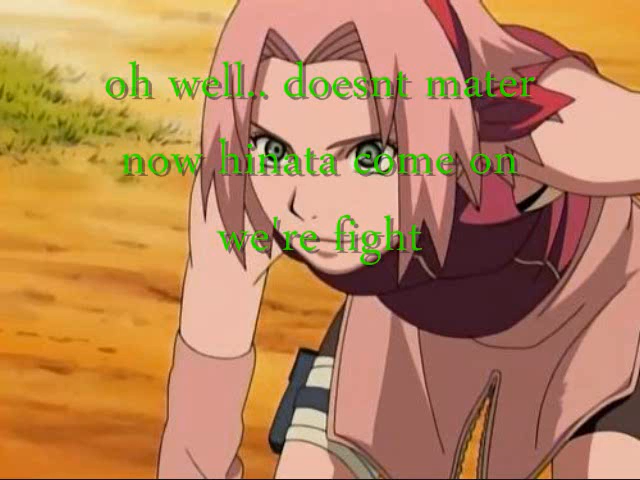 oh well.. doesnt mater
now hinata come on
we're fight